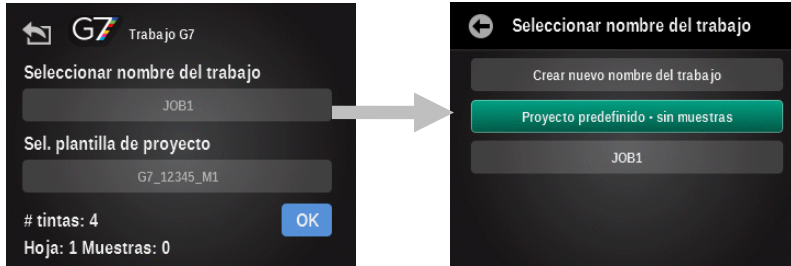 G7 Trabajo G7
Seleccionar nombre del trabajo
JOB1
Sel. plantilla de proyecto
G7_12345_M1
# tintas: 4
OK
Hoja: 1 Muestras: 0
Seleccionar nombre del trabajo
Crear nuevo nombre del trabajo
Proyecto predefinido - sin muestras
JOB1